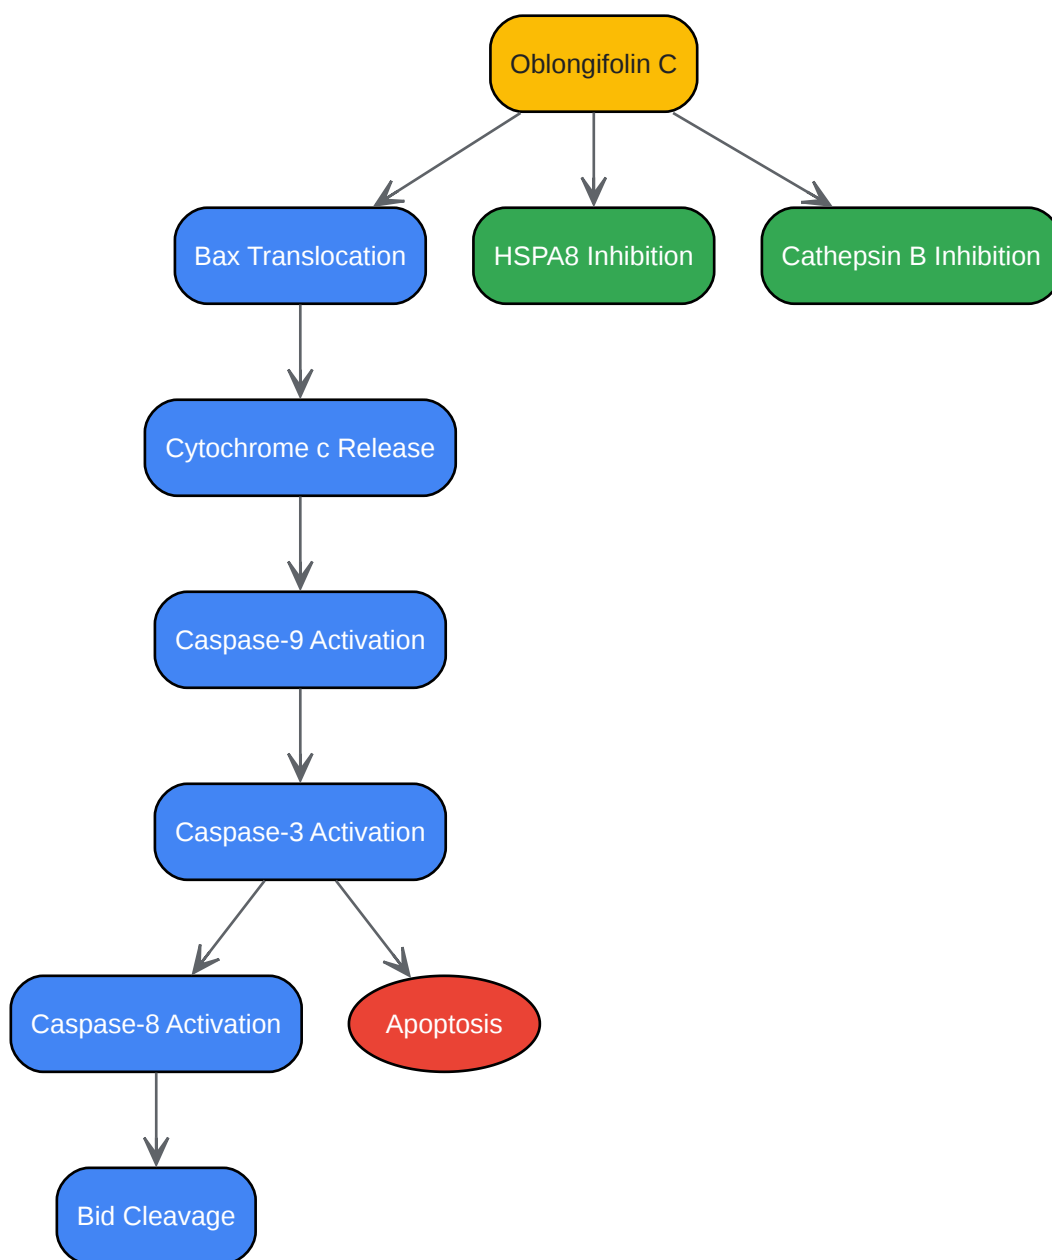 Oblongifolin C
Bax Translocation
HSPA8 Inhibition
Cathepsin B Inhibition
Cytochrome c Release
Caspase-9 Activation
Caspase-3 Activation
Caspase-8 Activation
Apoptosis
Bid Cleavage